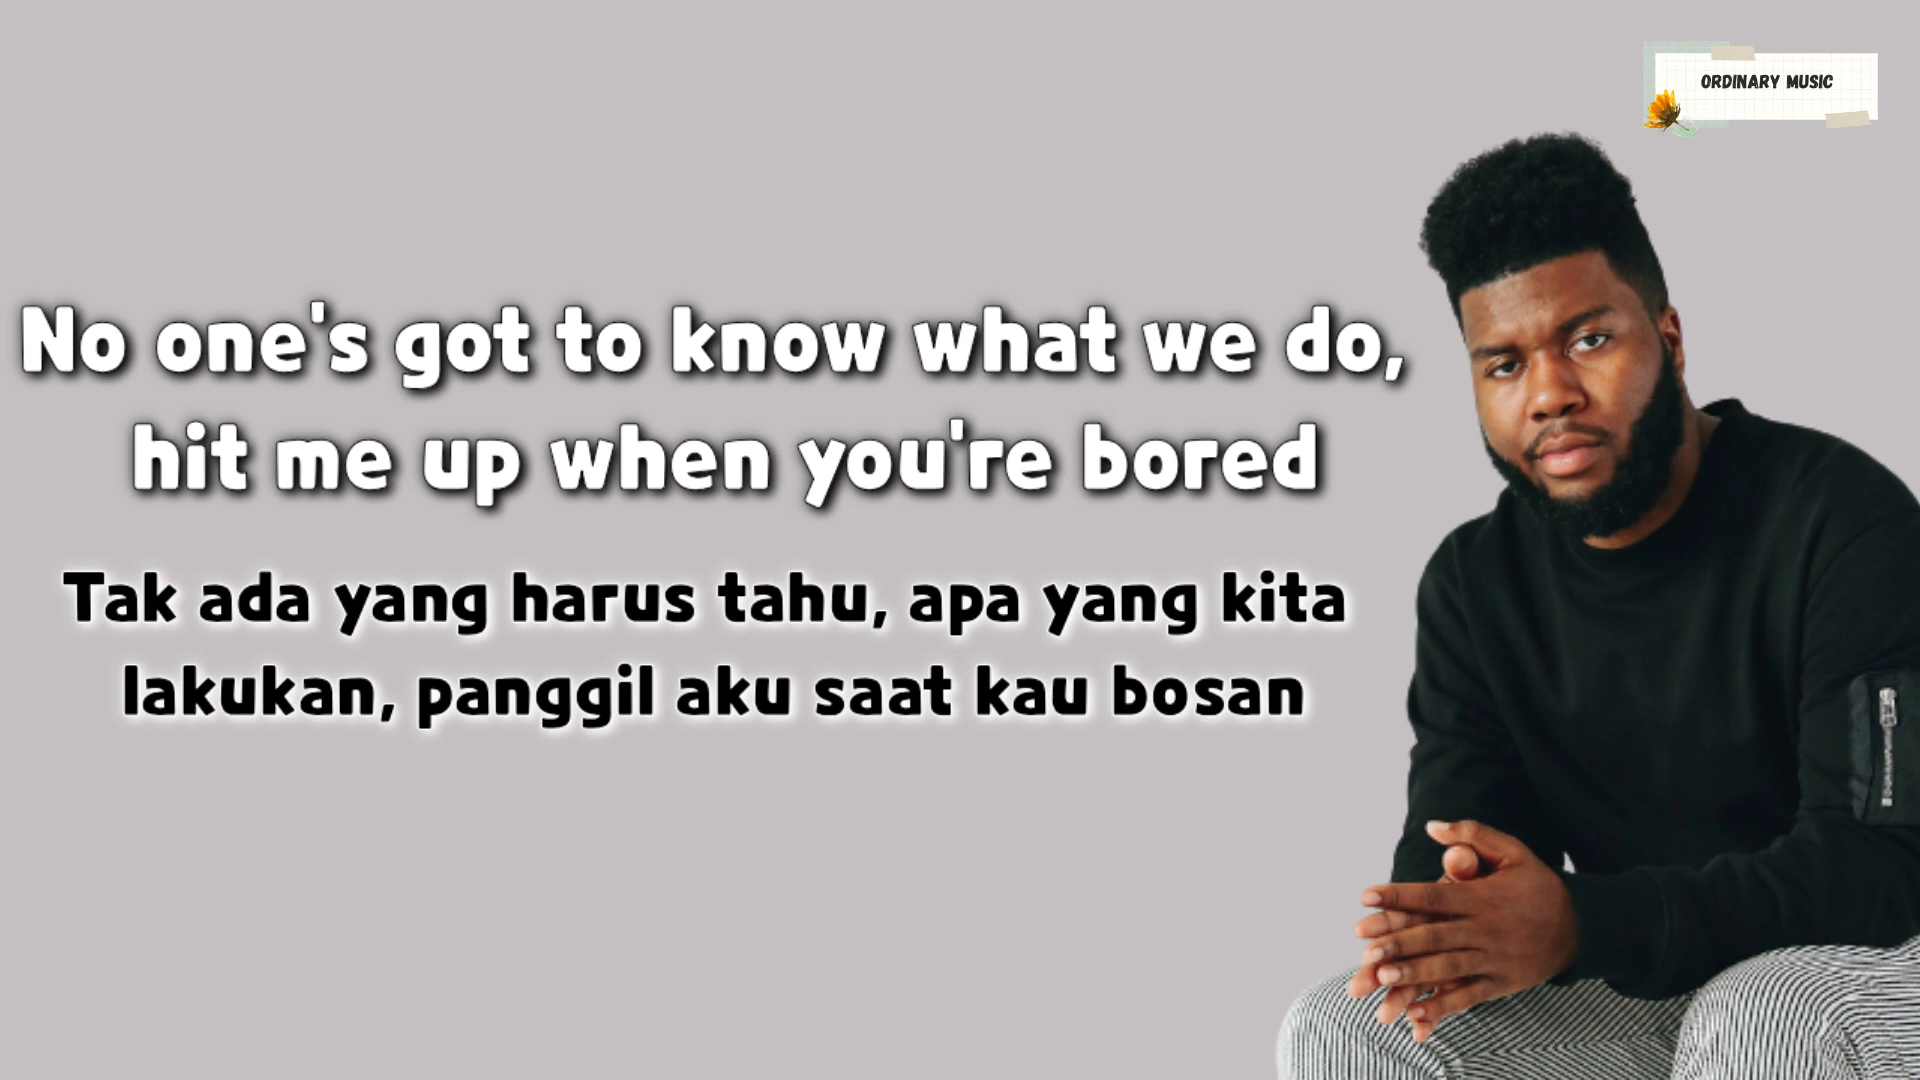 ORDINARY MUSIC
No one's got to know what we do,
hit me up when you're bored
Tak ada yang harus tahu, apa yang kita
lakukan, panggil aku saat kau bosan